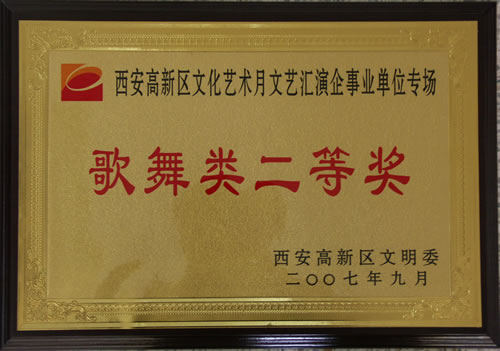 西安高新区文化艺术月文艺汇演企事业单位专场
歌舞类二等奖
西安高新区文明委
二〇〇七年九月